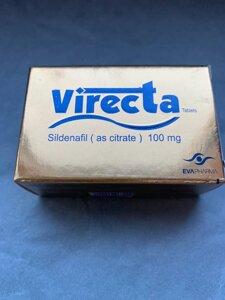 Virecta
Tablets
Sildenafil ( as citrate ) 100 mg
EVAPHARMA